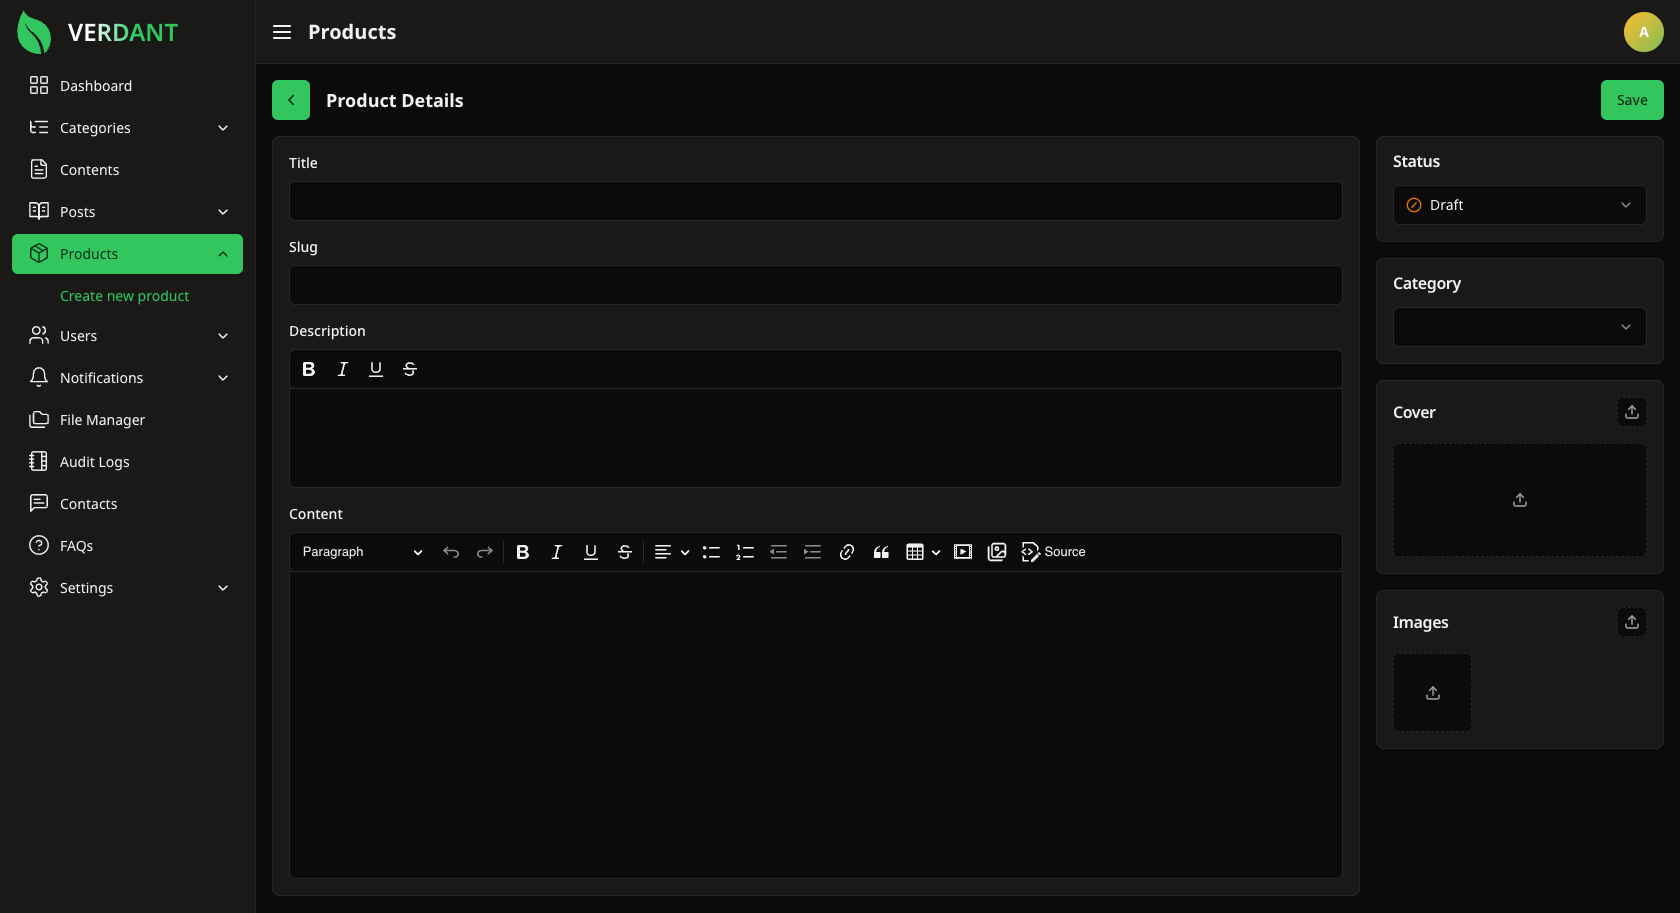 VERDANT
Products
A
Dashboard
Categories
Contents
Posts
Products
Create new product
Users
Notifications
File Manager
Audit Logs
Contacts
FAQs
Settings
Product Details
Save
Title
Slug
Description
B I U S
Content
Paragraph B I U S Source
Status
Draft
Category
Cover
Images